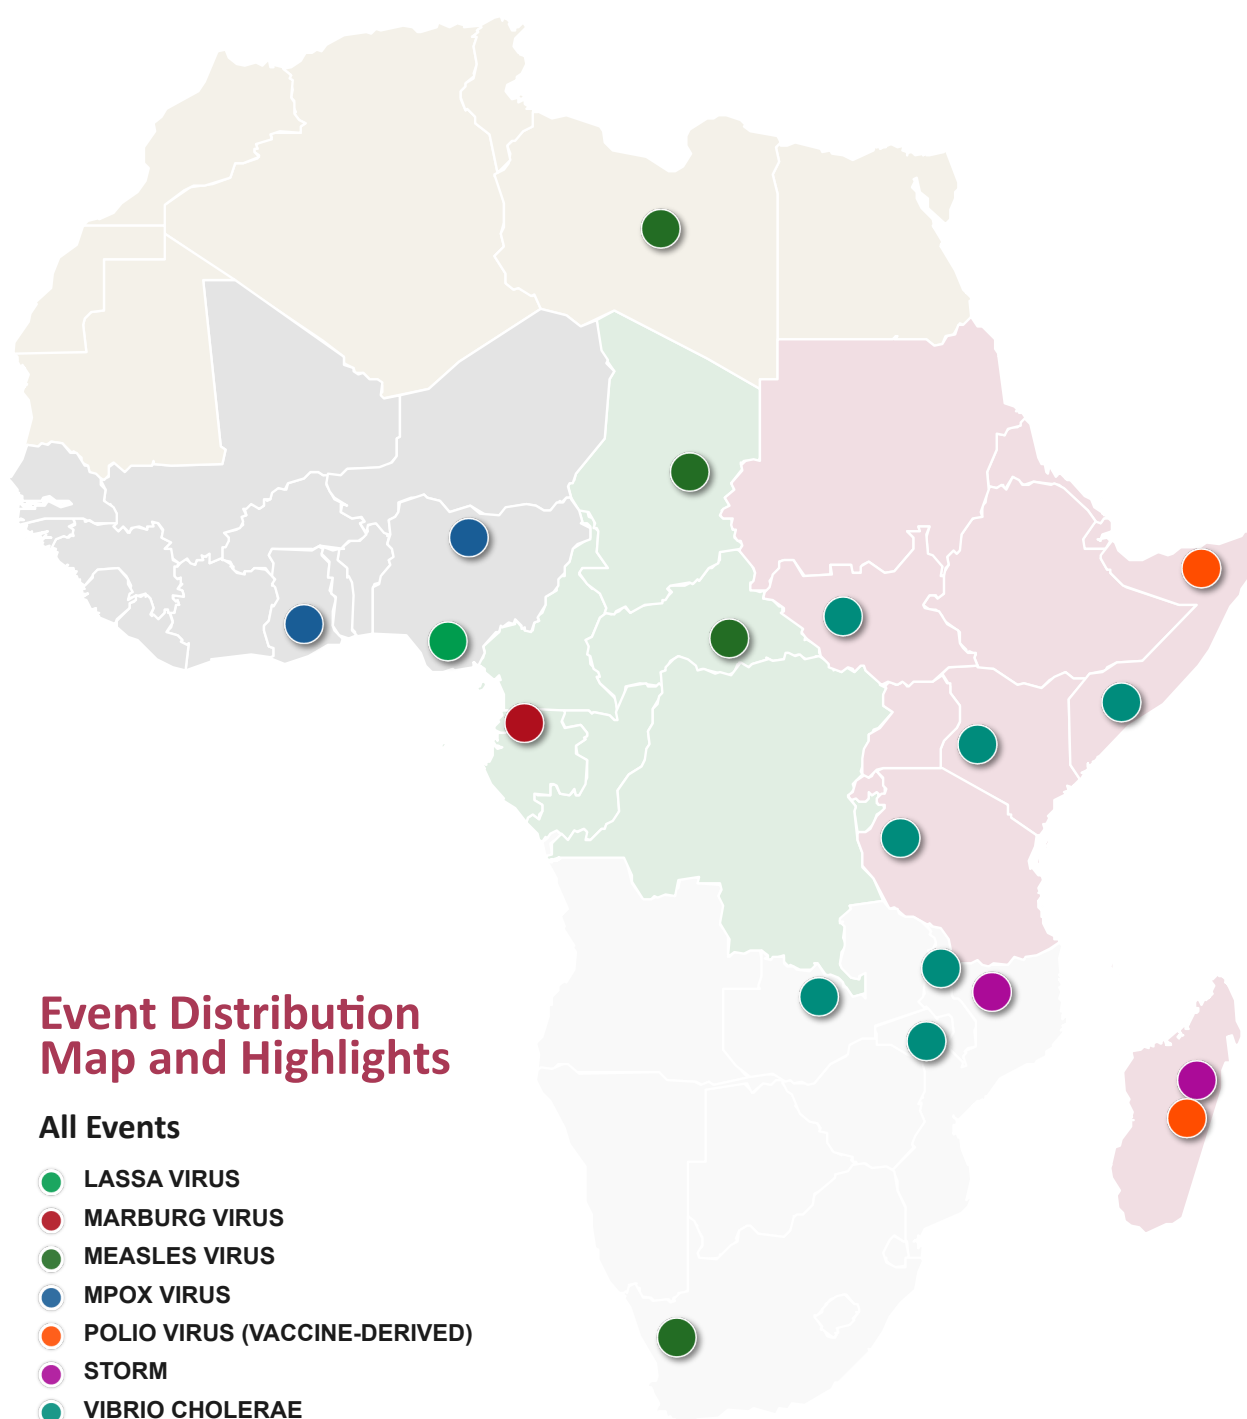 Event Distribution
Map and Highlights
All Events
LASSA VIRUS
MARBURG VIRUS
MEASLES VIRUS
MPOX VIRUS
POLIO VIRUS (VACCINE-DERIVED)
STORM
VIBRIO CHOLERAE